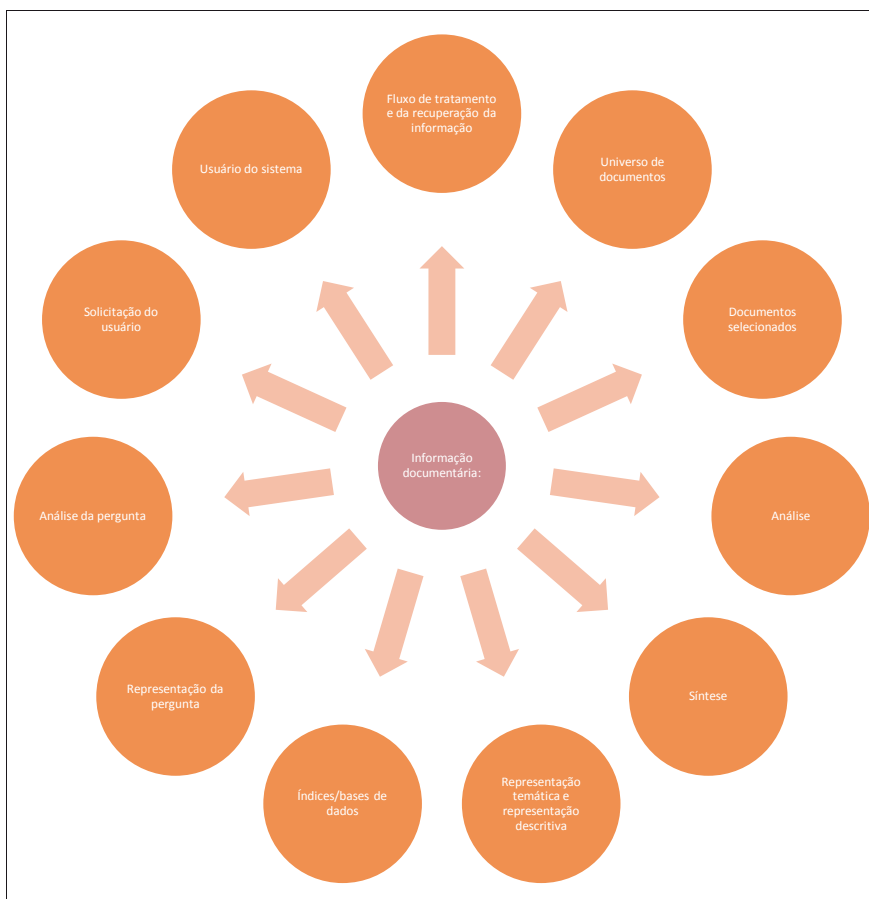 Fluxo de tratamento
e da recuperação da
informação
Universo de
documentos
Documentos
selecionados
Análise
Síntese
Representação
temática e
representação
descritiva
Índices/bases de
dados
Representação da
pergunta
Análise da pergunta
Solicitação do
usuário
Usuário do sistema
Informação
documentária: